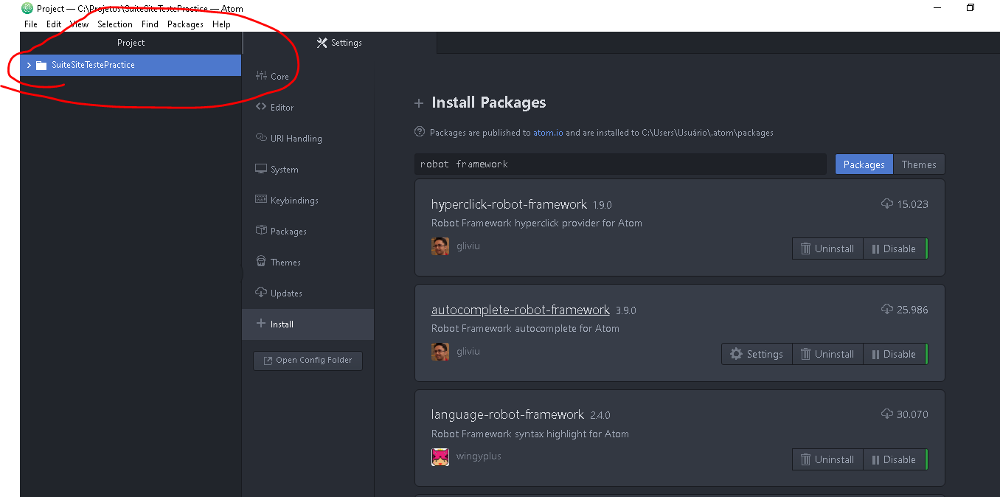 Project — C:\Projetos\SuiteSiteTestePractice — Atom
File Edit View Selection Find Packages Help
Project
SuiteSiteTestePractice
Settings
Core
Editor
URI Handling
System
Keybindings
Packages
Themes
Updates
Install
Open Config Folder
Install Packages
Packages are published to atom.io and are installed to C:\Users\Usuário\.atom\packages
robot framework
Packages Themes
hyperclick-robot-framework 1.9.0 15.023
Robot Framework hyperclick provider for Atom
gliviu
Uninstall Disable
autocomplete-robot-framework 3.9.0 25.986
Robot Framework autocomplete for Atom
gliviu
Settings Uninstall Disable
language-robot-framework 2.4.0 30.070
Robot Framework syntax highlight for Atom
wingyplus
Uninstall Disable